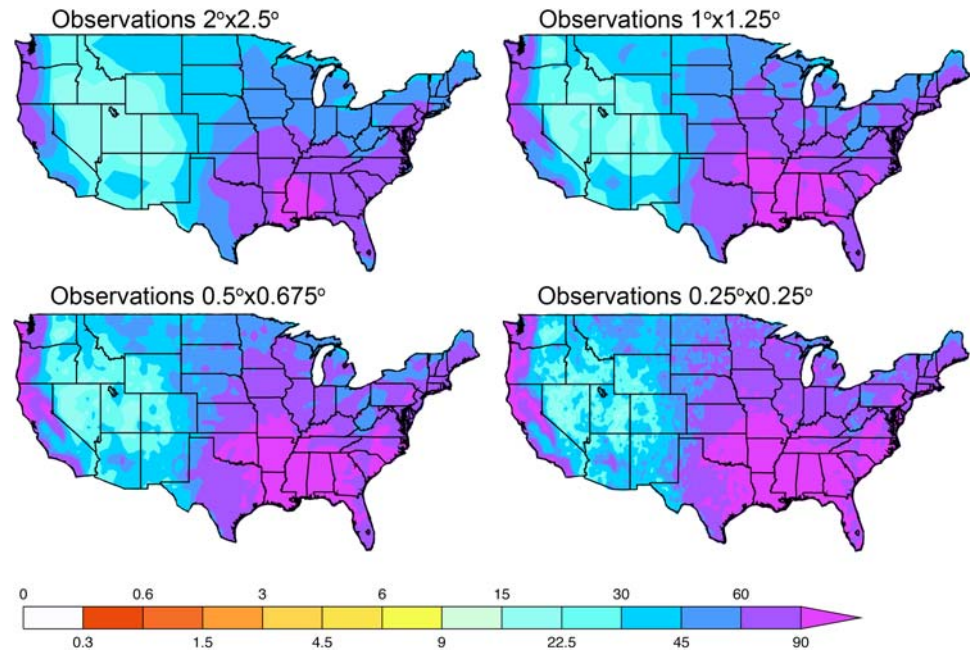 Observations 2°x2.5°
Observations 1°x1.25°
Observations 0.5°x0.675°
Observations 0.25°x0.25°
0 0.6 3 6 15 30 60
0.3 1.5 4.5 9 22.5 45 90